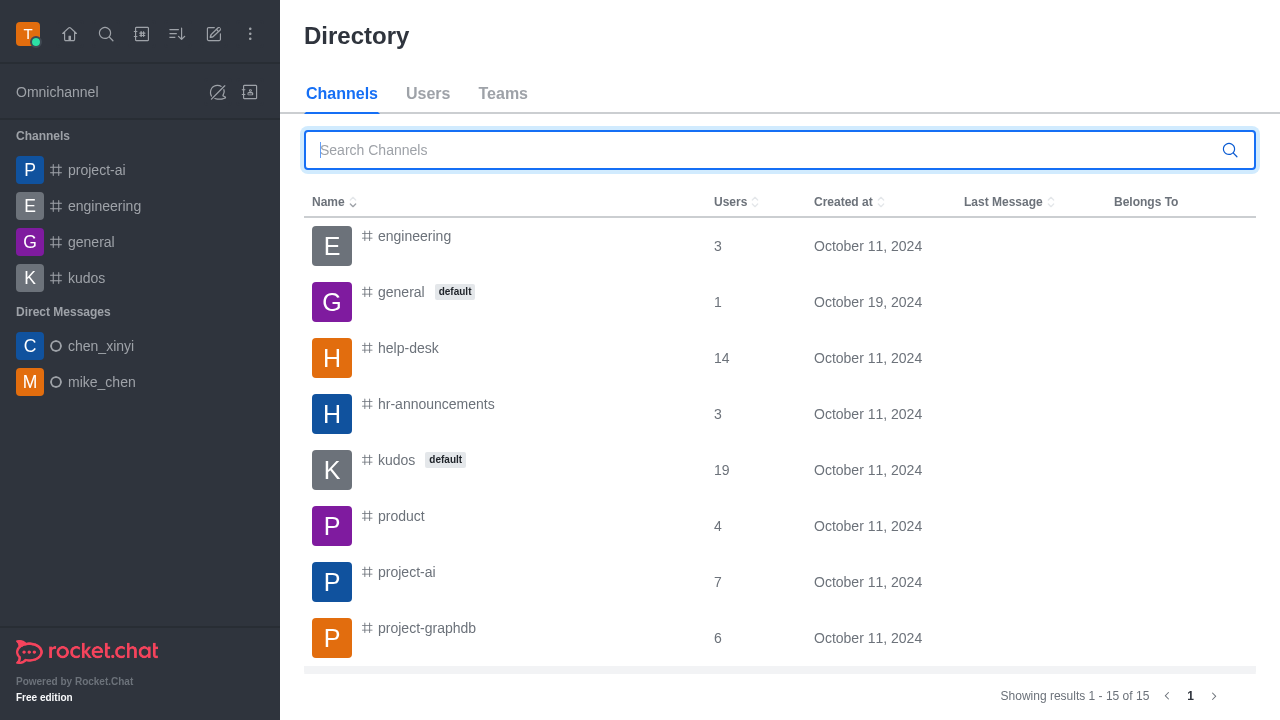 T
Omnichannel
Channels
P project-ai
E engineering
G general
K kudos
Direct Messages
C chen_xinyi
M mike_chen
rocket.chat
Powered by Rocket.Chat
Free edition
Directory
Channels Users Teams
Search Channels
Name Users Created at Last Message Belongs To
E engineering 3 October 11, 2024
G general default 1 October 19, 2024
H help-desk 14 October 11, 2024
H hr-announcements 3 October 11, 2024
K kudos default 19 October 11, 2024
P product 4 October 11, 2024
P project-ai 7 October 11, 2024
P project-graphdb 6 October 11, 2024
Showing results 1 - 15 of 15 1